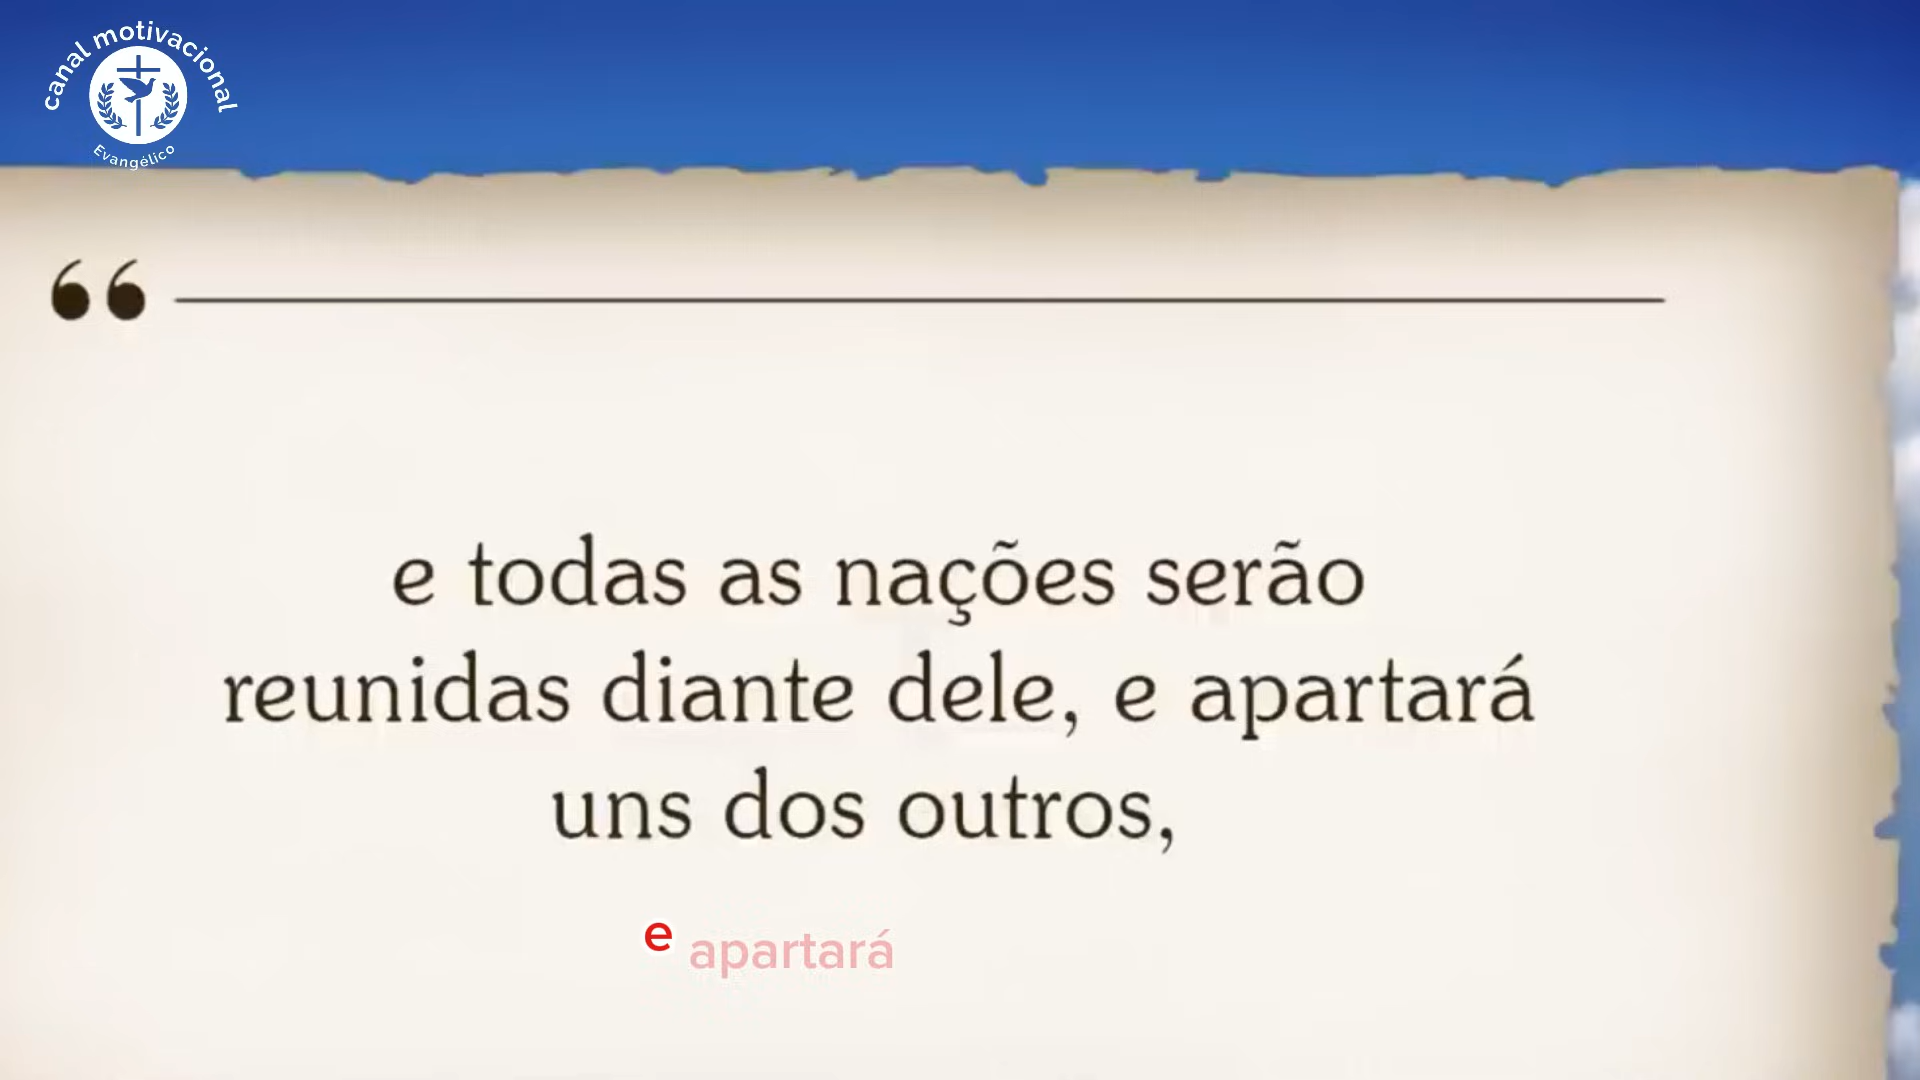 canal motivacional
Evangélico
“
e todas as nações serão
reunidas diante dele, e apartará
uns dos outros,
e apartará